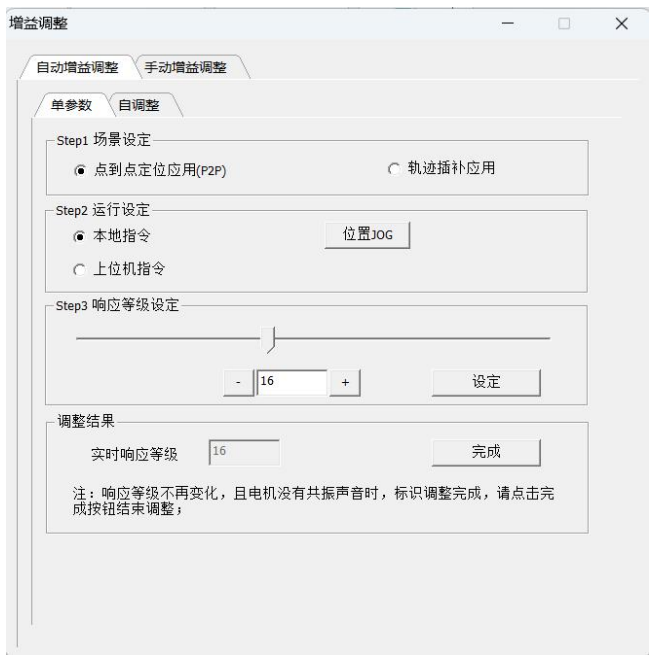 增益调整
自动增益调整 手动增益调整
单参数 自调整
Step1 场景设定
点到点定位应用(P2P) 轨迹插补应用
Step2 运行设定
本地指令 位置JOG
上位机指令
Step3 响应等级设定
- 16 + 设定
调整结果
实时响应等级 16 完成
注：响应等级不再变化，且电机没有共振声音时，标识调整完成，请点击完
成按钮结束调整；